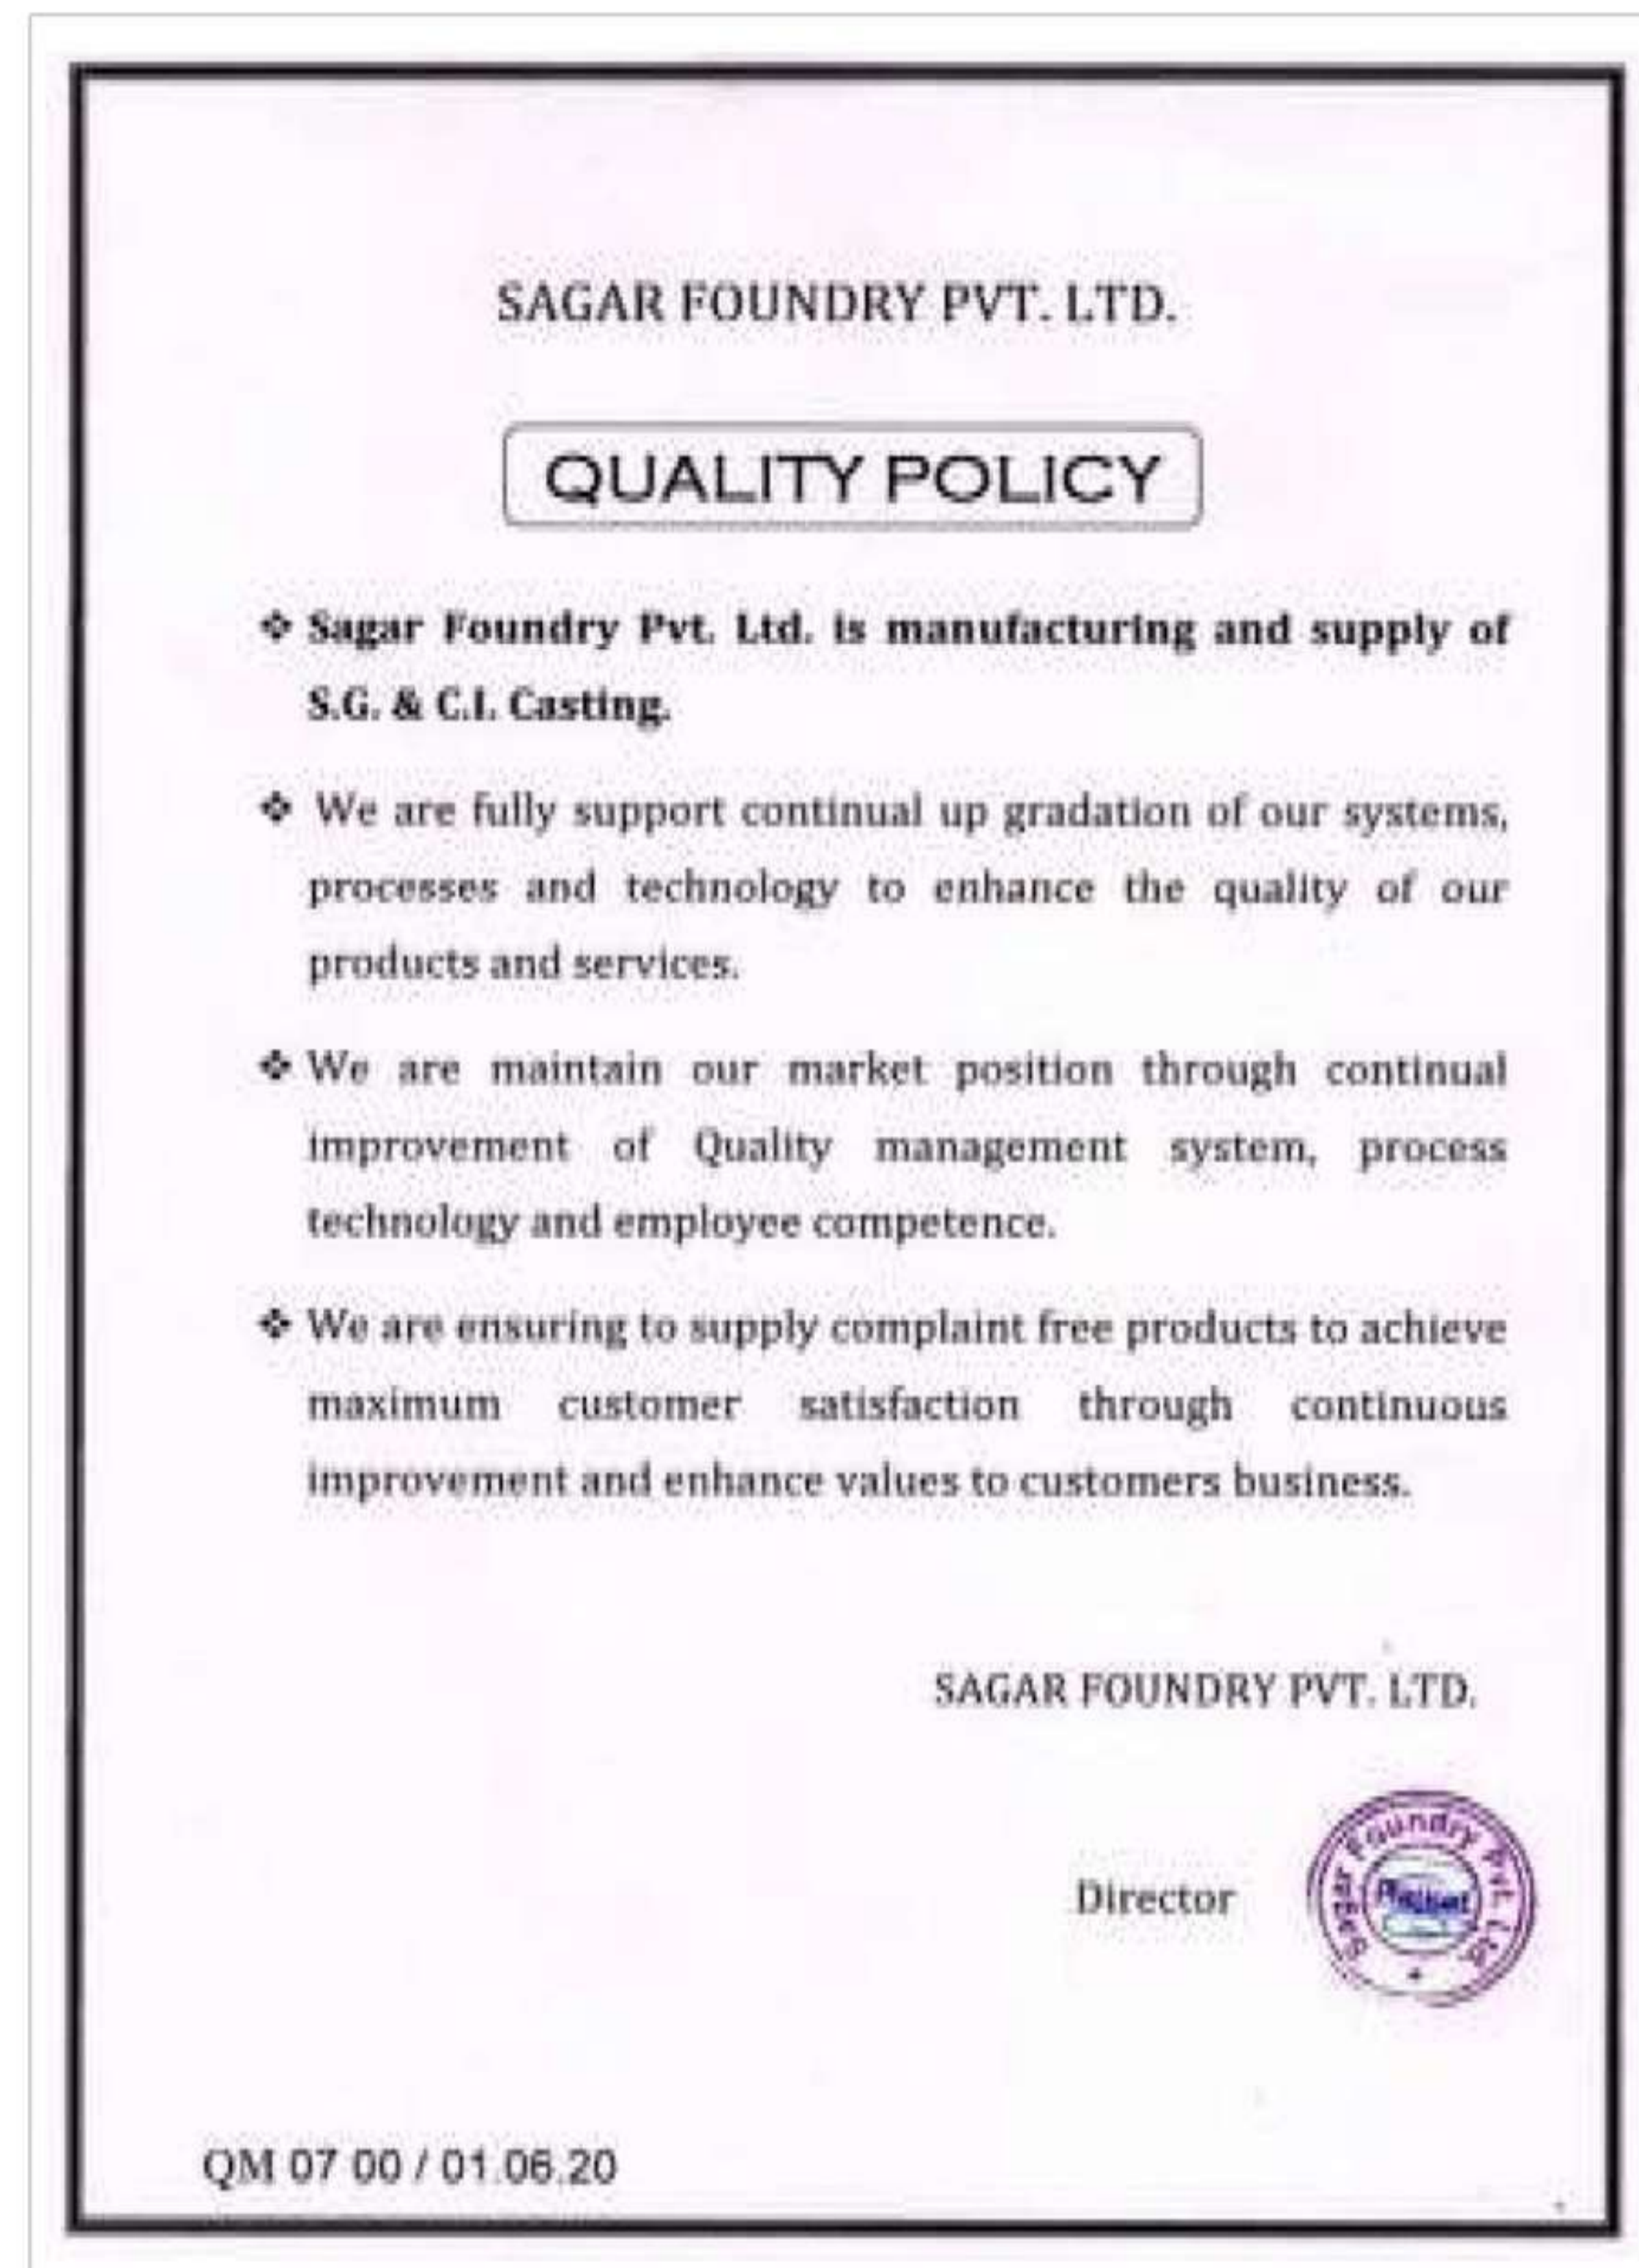 SAGAR FOUNDRY PVT. LTD.
QUALITY POLICY
❖ Sagar Foundry Pvt. Ltd. is manufacturing and supply of
S.G. & C.I. Casting.
❖ We are fully support continual up gradation of our systems,
processes and technology to enhance the quality of our
products and services.
❖ We are maintain our market position through continual
improvement of Quality management system, process
technology and employee competence.
❖ We are ensuring to supply complaint free products to achieve
maximum customer satisfaction through continuous
improvement and enhance values to customers business.
SAGAR FOUNDRY PVT. LTD.
Director
Sagar Foundry Pvt. Ltd.
QM 07 00 / 01.06.20